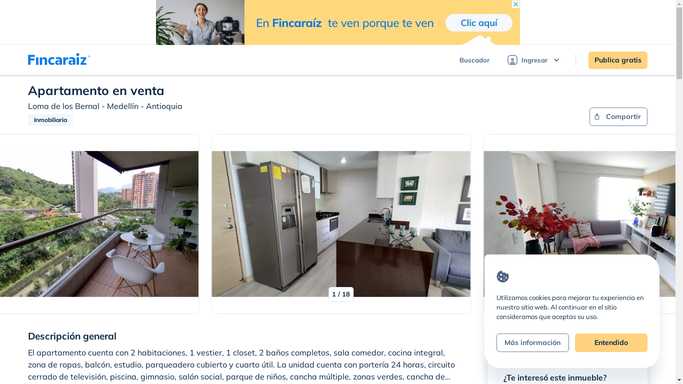 En Fincaraíz te ven porque te ven
Clic aquí
Fincaraíz
Buscador
Ingresar
Publica gratis
Apartamento en venta
Loma de los Bernal - Medellín - Antioquia
Inmobiliaria
Compartir
1 / 18
Utilizamos cookies para mejorar tu experiencia en
nuestro sitio web. Al continuar en el sitio
consideramos que aceptas su uso.
Más información
Entendido
Descripción general
El apartamento cuenta con 2 habitaciones, 1 vestier, 1 closet, 2 baños completos, sala comedor, cocina integral,
zona de ropas, balcón, estudio, parqueadero cubierto y cuarto útil. La unidad cuenta con portería 24 horas, circuito
cerrado de televisión, piscina, gimnasio, salón social, parque de niños, cancha múltiple, zonas verdes, cancha de...
¿Te interesó este inmueble?